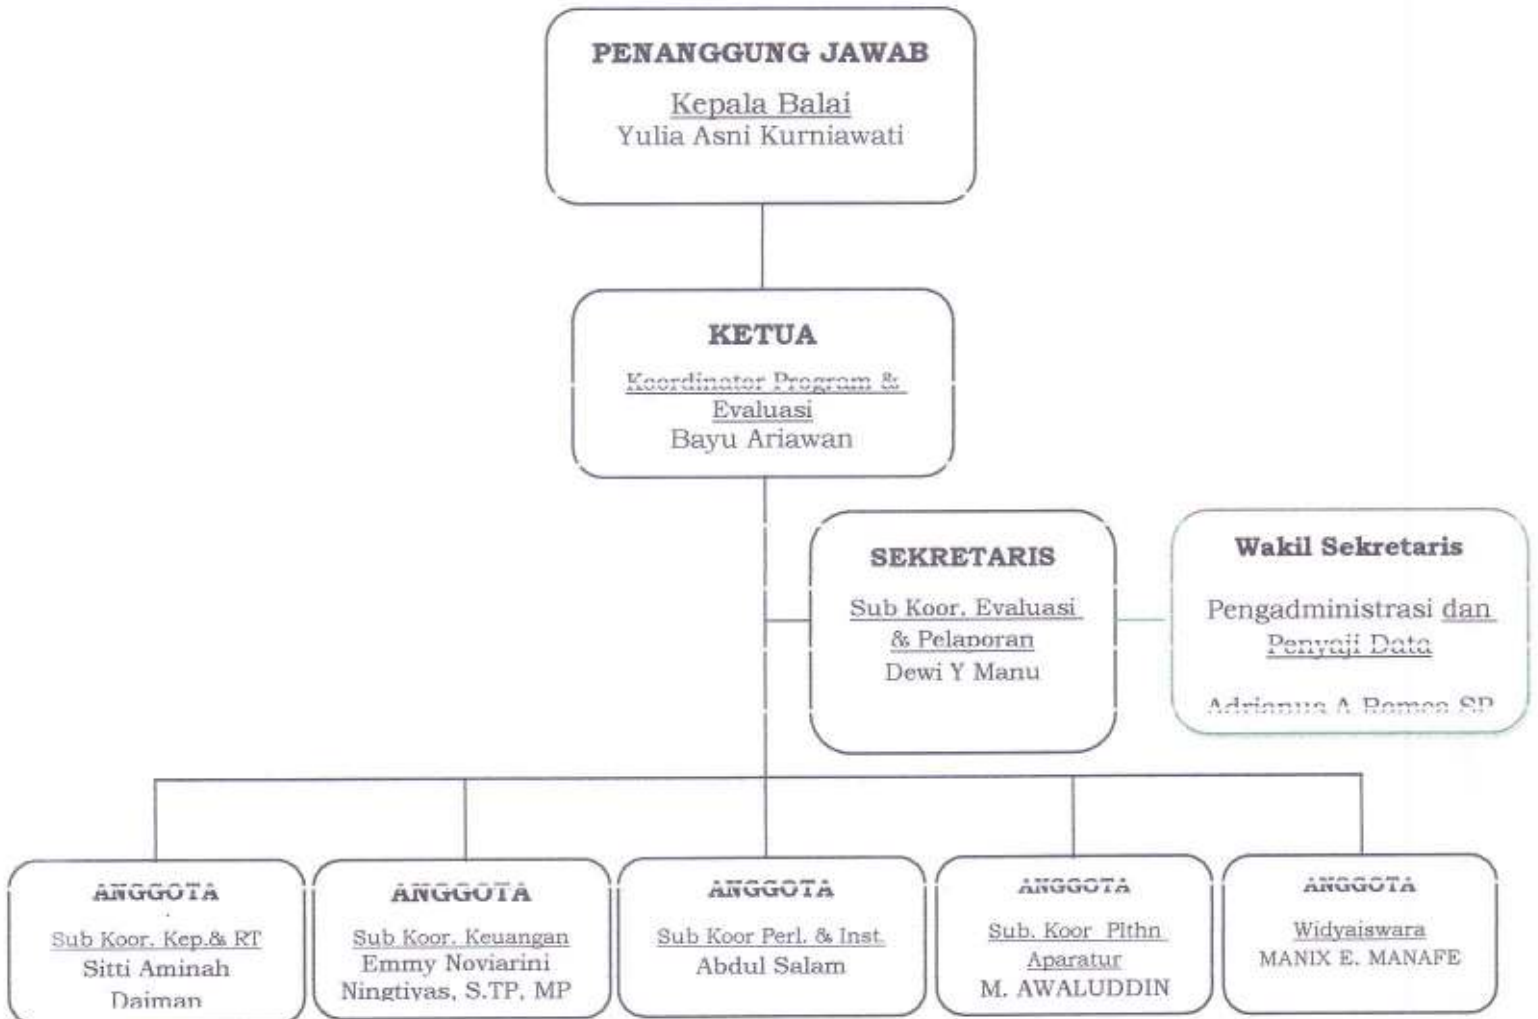 PENANGGUNG JAWAB
Kepala Balai
Yulia Asni Kurniawati
KETUA
Koordinator Program &
Evaluasi
Bayu Ariawan
SEKRETARIS
Sub Koor. Evaluasi
& Pelaporan
Dewi Y Manu
Wakil Sekretaris
Pengadministrasi dan
Penyaji Data
Adrianus A SP
ANGGOTA
Sub Koor. Kep.& RT
Sitti Aminah
Daiman
ANGGOTA
Sub Koor. Keuangan
Emmy Noviarini
Ningtiyas, S.TP, MP
ANGGOTA
Sub Koor Perl. & Inst.
Abdul Salam
ANGGOTA
Sub. Koor Plthn
Aparatur
M. AWALUDDIN
ANGGOTA
Widyaiswara
MANIX E. MANAFE